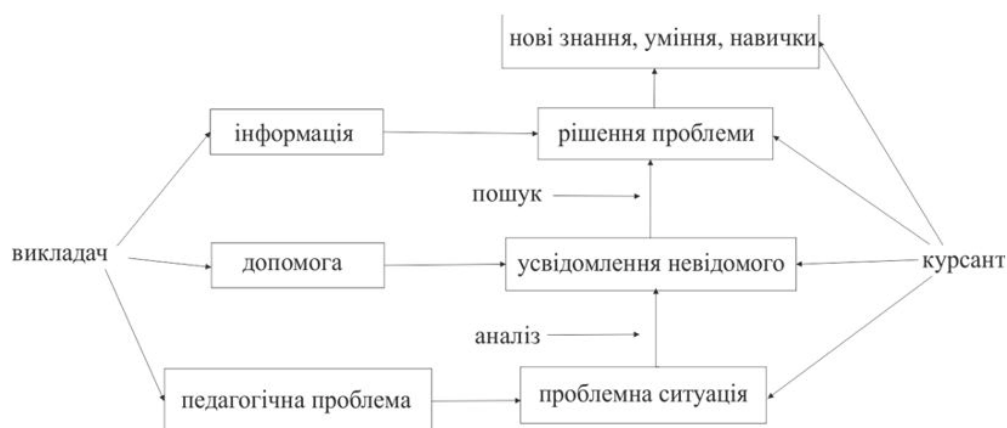 нові знання, уміння, навички
інформація
рішення проблеми
пошук
викладач
допомога
усвідомлення невідомого
курсант
аналіз
педагогічна проблема
проблемна ситуація